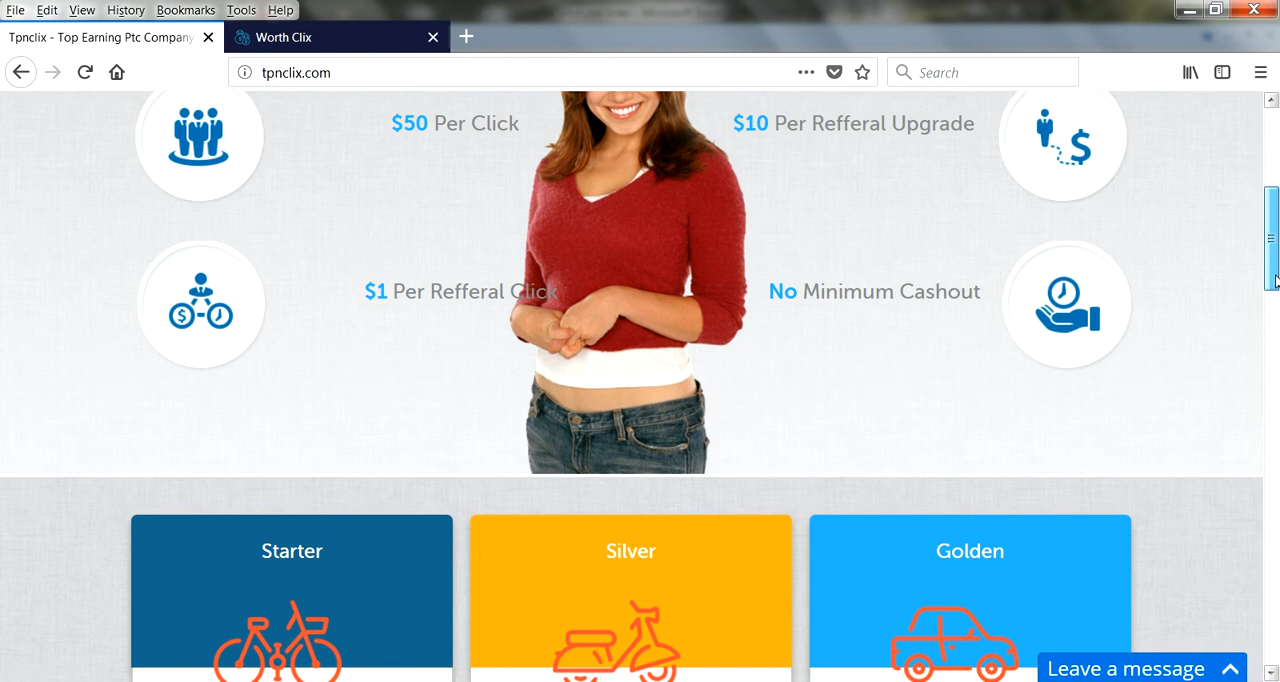 File Edit View History Bookmarks Tools Help
Tpnclix - Top Earning Ptc Company
Worth Clix
tpnclix.com
Search
$50 Per Click
$10 Per Refferal Upgrade
$1 Per Refferal Click
No Minimum Cashout
Starter
Silver
Golden
Leave a message